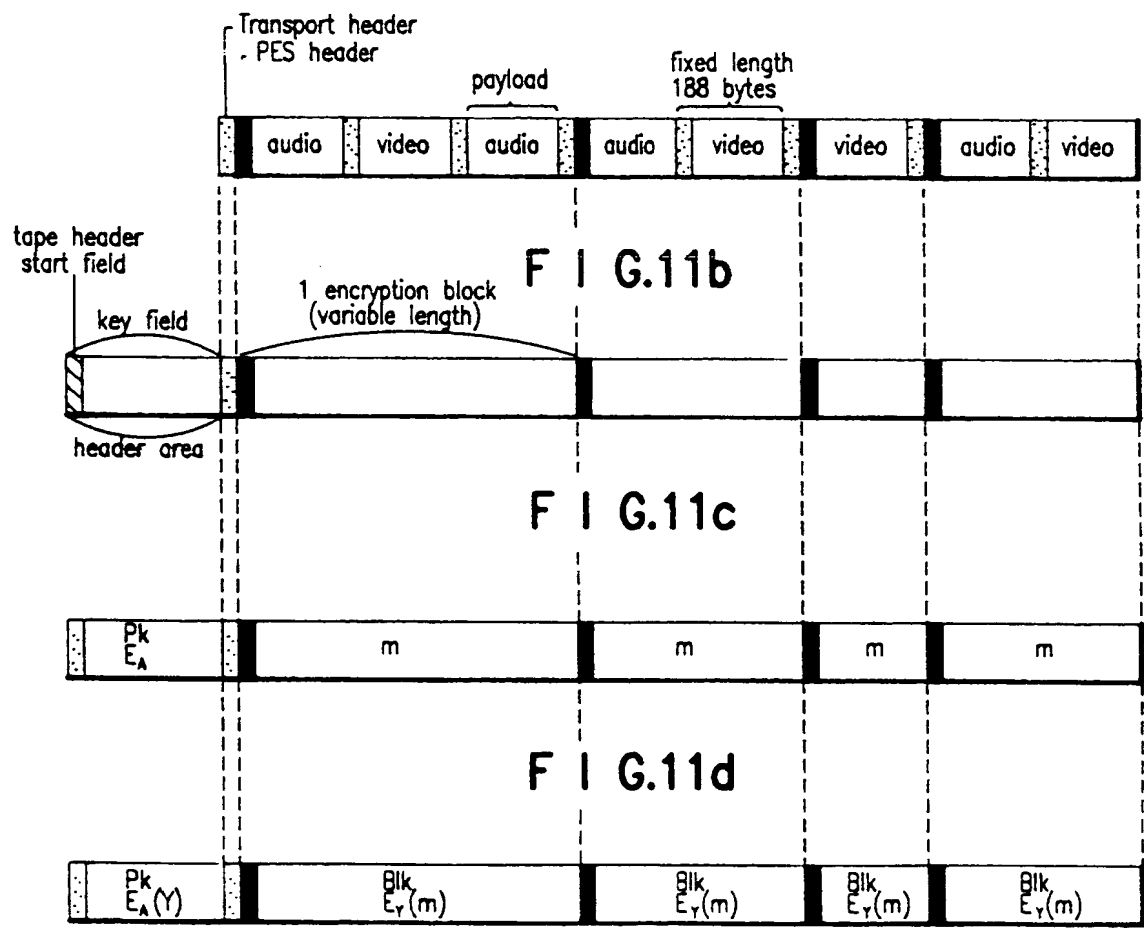 Transport header
- PES header
payload
fixed length
188 bytes
audio video audio audio video video audio video
F I G.11b
tape header
start field
key field
1 encryption block
(variable length)
header area
F I G.11c
Pk
E_A
m m m m
F I G.11d
Pk
E_A(Y)
Blk Blk Blk Blk
E_Y(m) E_Y(m) E_Y(m) E_Y(m)